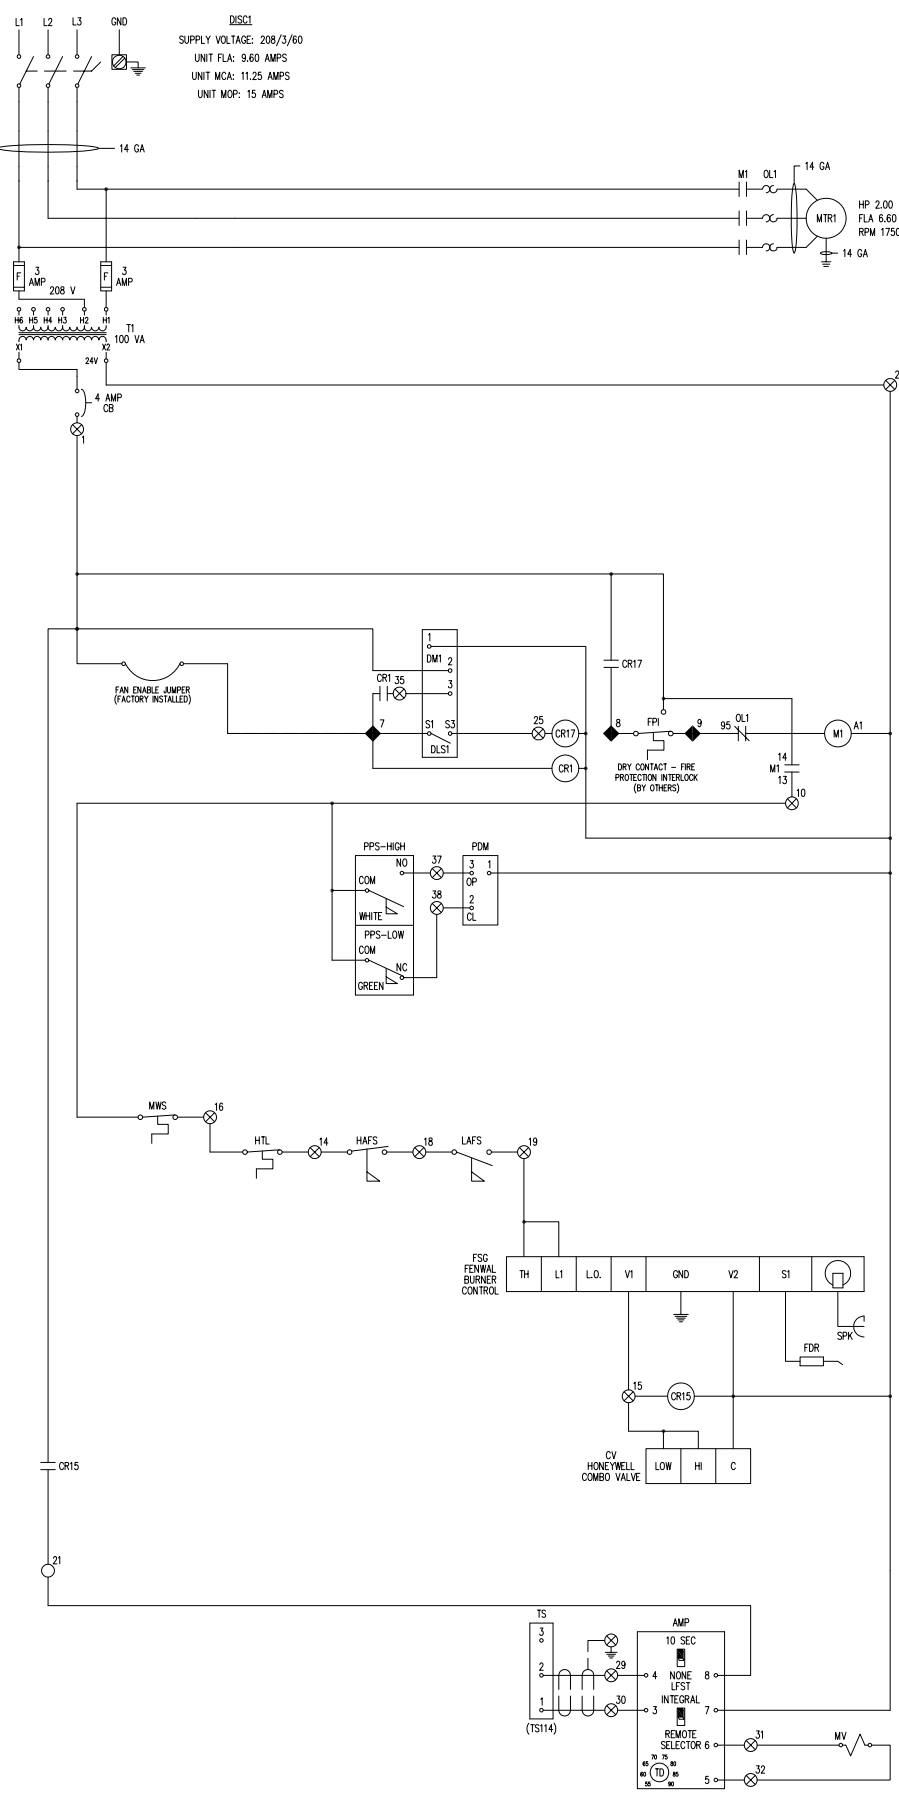 L1 L2 L3 GND
DISC1
SUPPLY VOLTAGE: 208/3/60
UNIT FLA: 9.60 AMPS
UNIT MCA: 11.25 AMPS
UNIT MOP: 15 AMPS
14 GA
14 GA
M1 OL1
MTR1
HP 2.00
FLA 6.60
RPM 1750
14 GA
F 3 AMP
F 3 AMP
208 V
H6 H5 H4 H3 H2 H1
T1
100 VA
X1 X2
24V
2
4 AMP
CB
1
1
DM1
2
3
CR1 35
CR17
FAN ENABLE JUMPER
(FACTORY INSTALLED)
7
S1 S3
DLS1
25
CR17
CR1
8
FPI
9
95 OL1
M1
A1
DRY CONTACT - FIRE
PROTECTION INTERLOCK
(BY OTHERS)
14
M1
13
10
PPS-HIGH
NO
COM
WHITE
PPS-LOW
COM
NC
GREEN
37
38
PDM
3 1
OP
2
CL
MWS
16
HTL
14
HAFS
18
LAFS
19
FSG
FENWAL
BURNER
CONTROL
TH L1 L.O. V1 GND V2 S1
SPK
FDR
15
CR15
CV
HONEYWELL
COMBO VALVE
LOW HI C
CR15
21
TS
3
2
1
(TS114)
29
30
AMP
10 SEC
4 NONE 8
LFST
INTEGRAL
3 7
REMOTE
SELECTOR 6
31
MV
70 75
65 80
60 TD 85
55 90
5
32